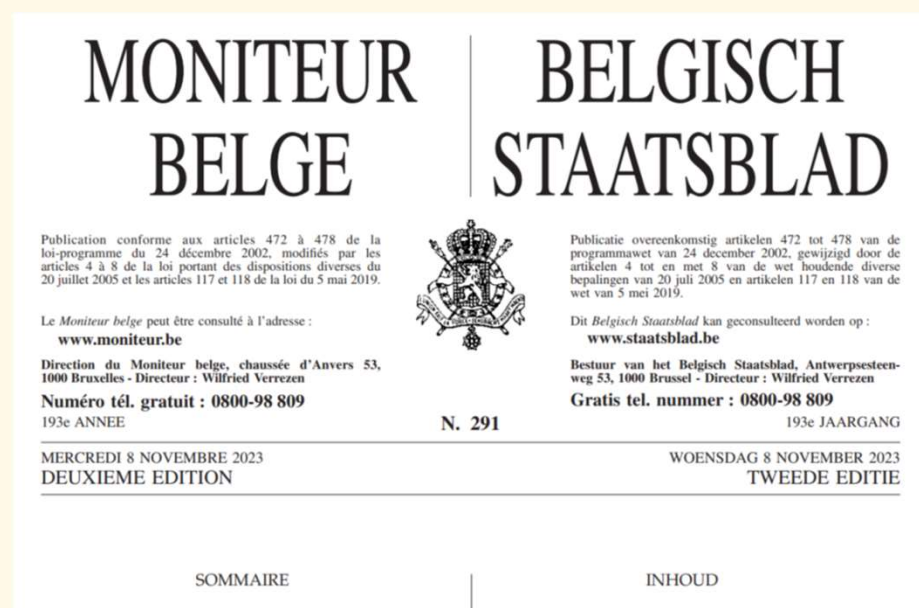 MONITEUR
BELGE
BELGISCH
STAATSBLAD
Publication conforme aux articles 472 à 478 de la
loi-programme du 24 décembre 2002, modifiés par les
articles 4 à 8 de la loi portant des dispositions diverses du
20 juillet 2005 et les articles 117 et 118 de la loi du 5 mai 2019.
Le Moniteur belge peut être consulté à l'adresse :
www.moniteur.be
Direction du Moniteur belge, chaussée d'Anvers 53,
1000 Bruxelles - Directeur : Wilfried Verrezen
Numéro tél. gratuit : 0800-98 809
193e ANNEE
N. 291
Publicatie overeenkomstig artikelen 472 tot 478 van de
programmawet van 24 december 2002, gewijzigd door de
artikelen 4 tot en met 8 van de wet houdende diverse
bepalingen van 20 juli 2005 en artikelen 117 en 118 van de
wet van 5 mei 2019.
Dit Belgisch Staatsblad kan geconsulteerd worden op :
www.staatsblad.be
Bestuur van het Belgisch Staatsblad, Antwerpsesteen-
weg 53, 1000 Brussel - Directeur : Wilfried Verrezen
Gratis tel. nummer : 0800-98 809
193e JAARGANG
MERCREDI 8 NOVEMBRE 2023
DEUXIEME EDITION
WOENSDAG 8 NOVEMBER 2023
TWEEDE EDITIE
SOMMAIRE
INHOUD